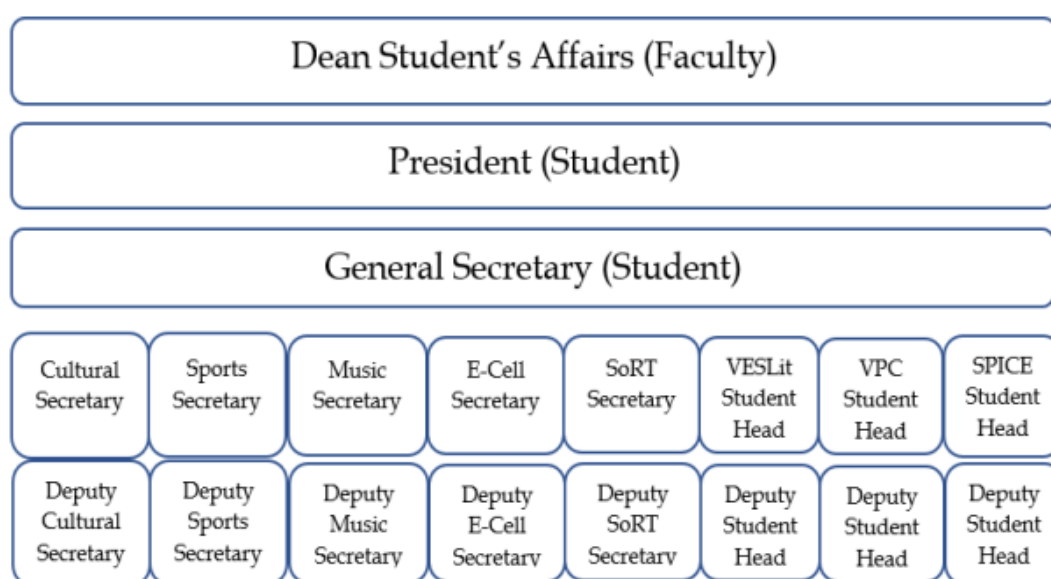 Dean Student's Affairs (Faculty)
President (Student)
General Secretary (Student)
Cultural
Secretary
Sports
Secretary
Music
Secretary
E-Cell
Secretary
SoRT
Secretary
VESLit
Student
Head
VPC
Student
Head
SPICE
Student
Head
Deputy
Cultural
Secretary
Deputy
Sports
Secretary
Deputy
Music
Secretary
Deputy
E-Cell
Secretary
Deputy
SoRT
Secretary
Deputy
Student
Head
Deputy
Student
Head
Deputy
Student
Head